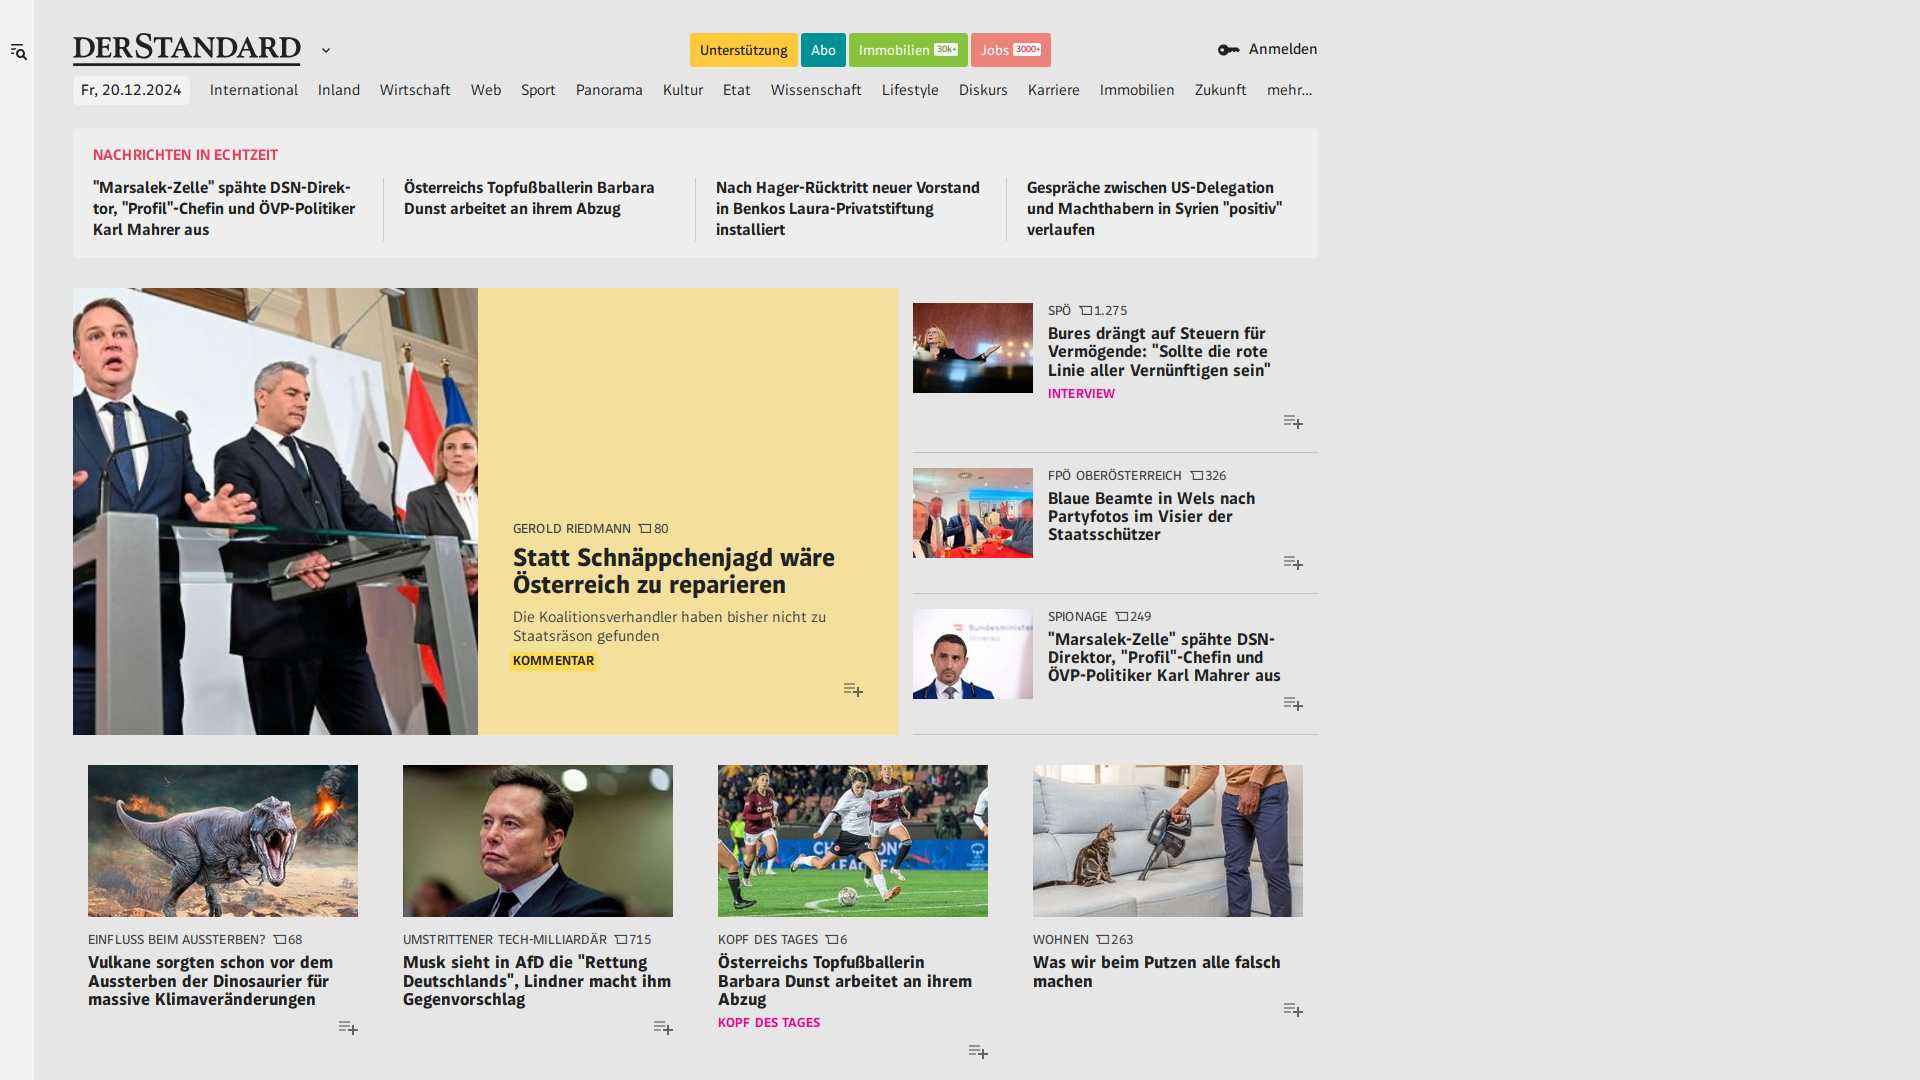 DERSTANDARD
Unterstützung
Abo
Immobilien 30k+
Jobs 3000+
Anmelden
Fr, 20.12.2024
International
Inland
Wirtschaft
Web
Sport
Panorama
Kultur
Etat
Wissenschaft
Lifestyle
Diskurs
Karriere
Immobilien
Zukunft
mehr...
NACHRICHTEN IN ECHTZEIT
"Marsalek-Zelle" spähte DSN-Direk-
tor, "Profil"-Chefin und ÖVP-Politiker
Karl Mahrer aus
Österreichs Topfußballerin Barbara
Dunst arbeitet an ihrem Abzug
Nach Hager-Rücktritt neuer Vorstand
in Benkos Laura-Privatstiftung
installiert
Gespräche zwischen US-Delegation
und Machthabern in Syrien "positiv"
verlaufen
GEROLD RIEDMANN 80
Statt Schnäppchenjagd wäre
Österreich zu reparieren
Die Koalitionsverhandler haben bisher nicht zu
Staatsräson gefunden
KOMMENTAR
SPÖ 1.275
Bures drängt auf Steuern für
Vermögende: "Sollte die rote
Linie aller Vernünftigen sein"
INTERVIEW
FPÖ OBERÖSTERREICH 326
Blaue Beamte in Wels nach
Partyfotos im Visier der
Staatsschützer
SPIONAGE 249
"Marsalek-Zelle" spähte DSN-
Direktor, "Profil"-Chefin und
ÖVP-Politiker Karl Mahrer aus
EINFLUSS BEIM AUSSTERBEN? 68
Vulkane sorgten schon vor dem
Aussterben der Dinosaurier für
massive Klimaveränderungen
UMSTRITTENER TECH-MILLIARDÄR 715
Musk sieht in AfD die "Rettung
Deutschlands", Lindner macht ihm
Gegenvorschlag
KOPF DES TAGES 6
Österreichs Topfußballerin
Barbara Dunst arbeitet an ihrem
Abzug
KOPF DES TAGES
WOHNEN 263
Was wir beim Putzen alle falsch
machen